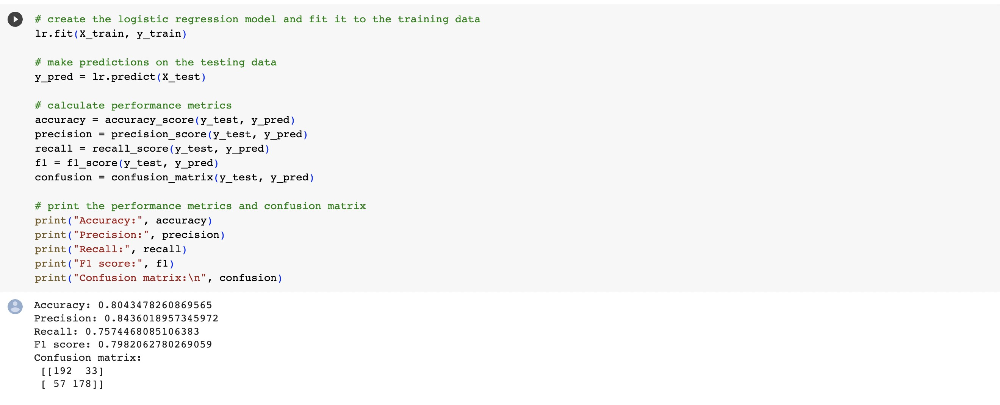 # create the logistic regression model and fit it to the training data
lr.fit(X_train, y_train)
# make predictions on the testing data
y_pred = lr.predict(X_test)
# calculate performance metrics
accuracy = accuracy_score(y_test, y_pred)
precision = precision_score(y_test, y_pred)
recall = recall_score(y_test, y_pred)
f1 = f1_score(y_test, y_pred)
confusion = confusion_matrix(y_test, y_pred)
# print the performance metrics and confusion matrix
print("Accuracy:", accuracy)
print("Precision:", precision)
print("Recall:", recall)
print("F1 score:", f1)
print("Confusion matrix:\n", confusion)
Accuracy: 0.8043478260869565
Precision: 0.8436018957345972
Recall: 0.7574468085106383
F1 score: 0.7982062780269059
Confusion matrix:
 [[192  33]
 [ 57 178]]